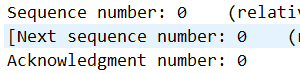 Sequence number: 0 (relativ
[Next sequence number: 0 (r
Acknowledgment number: 0